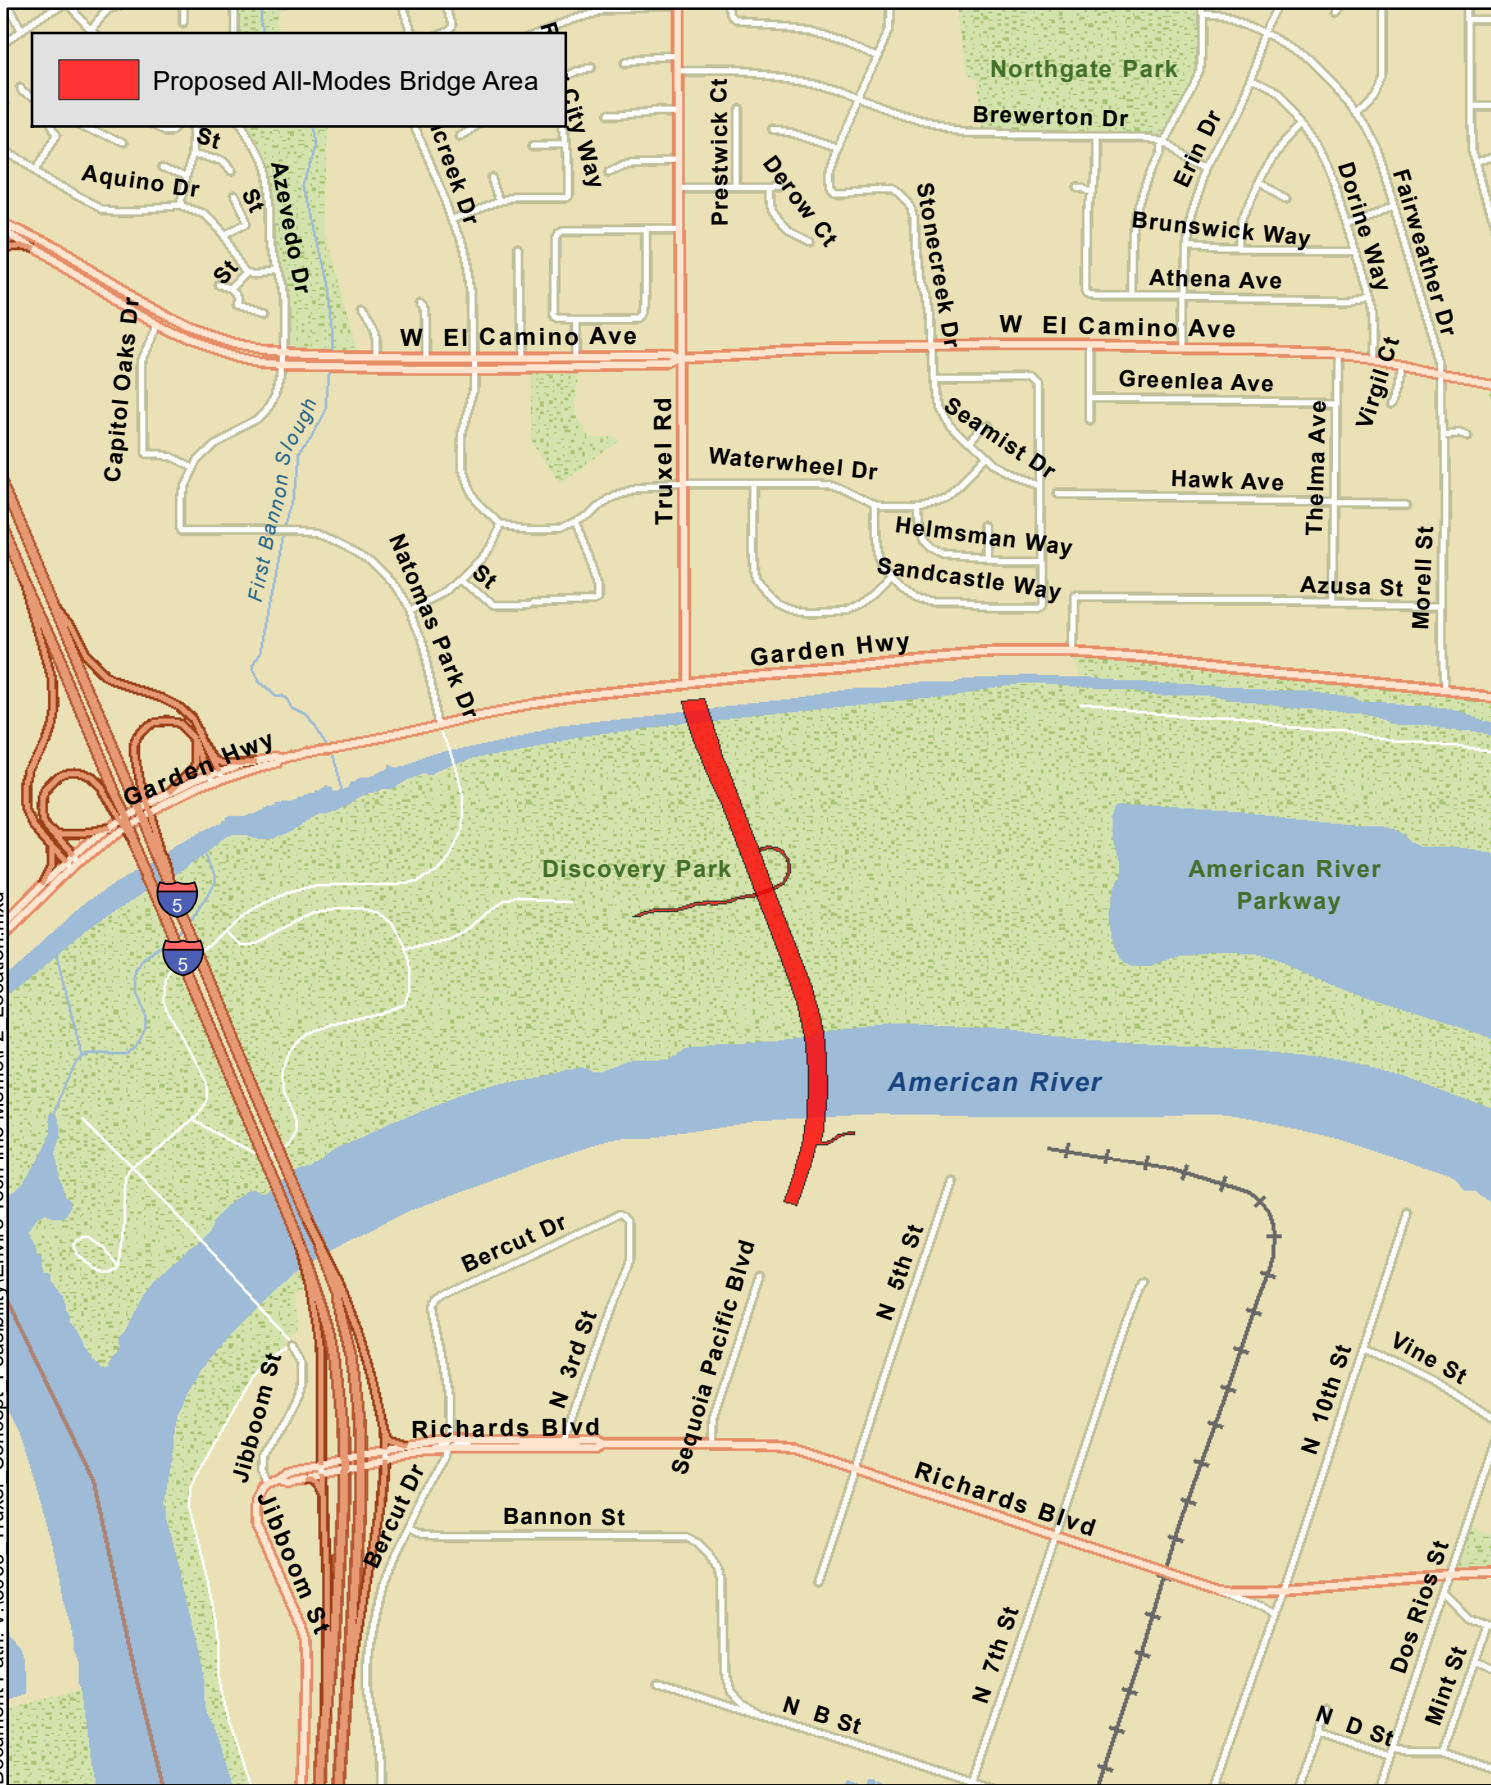 Proposed All-Modes Bridge Area
Northgate Park
Brewerton Dr
Erin Dr
Prestwick Ct
Derow Ct
City Way
creek Dr
St
Aquino Dr
St
Azevedo Dr
St
Stonecreek Dr
Dorine Way
Fairweather Dr
Brunswick Way
Athena Ave
Capitol Oaks Dr
W El Camino Ave
W El Camino Ave
Greenlea Ave
Virgil Ct
Thelma Ave
First Bannon Slough
Truxel Rd
Waterwheel Dr
Seamist Dr
Hawk Ave
Helmsman Way
Sandcastle Way
Natomas Park Dr
St
Azusa St
Morell St
Garden Hwy
Garden Hwy
Discovery Park
American River
Parkway
5
5
American River
Bercut Dr
N 3rd St
Sequoia Pacific Blvd
N 5th St
N 10th St
Vine St
Jibboom St
Richards Blvd
Richards Blvd
Jibboom St
Bercut Dr
Bannon St
N 7th St
N B St
Dos Rios St
Mint St
N D St